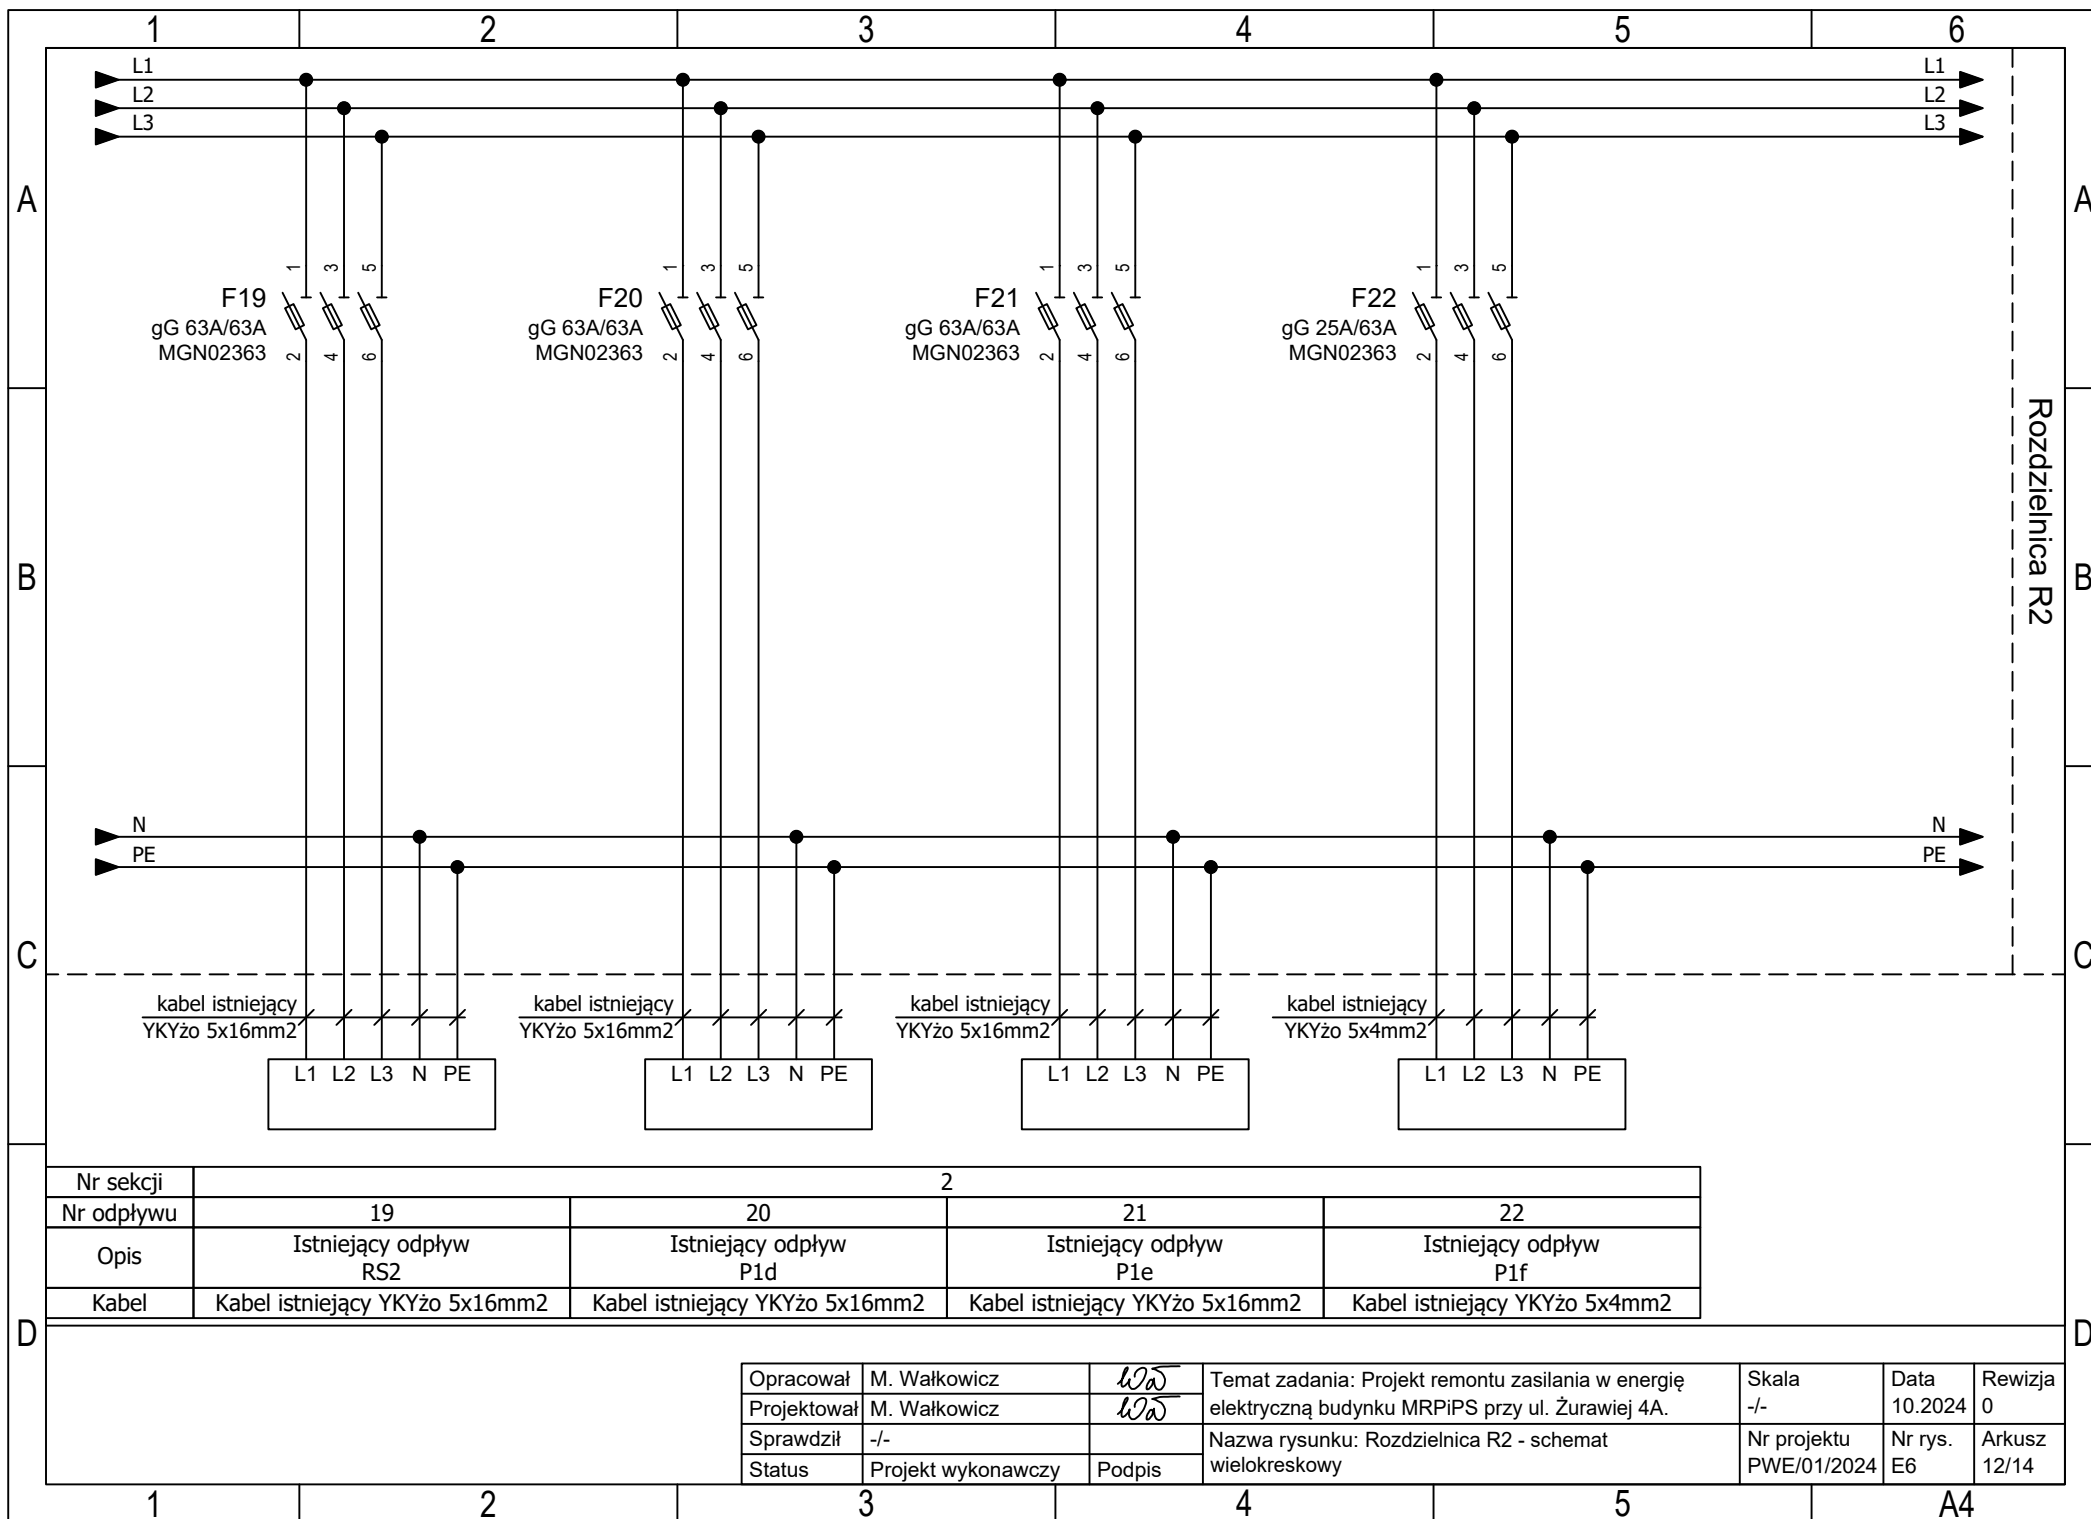 1 2 3 4 5 6
L1 L1
L2 L2
L3 L3
A A
1 3 5 1 3 5 1 3 5 1 3 5
F19 F20 F21 F22
gG 63A/63A gG 63A/63A gG 63A/63A gG 25A/63A
MGN02363 MGN02363 MGN02363 MGN02363
2 4 6 2 4 6 2 4 6 2 4 6
Rozdzielnica R2
B B
N N
PE PE
C C
kabel istniejący kabel istniejący kabel istniejący kabel istniejący
YKYżo 5x16mm2 YKYżo 5x16mm2 YKYżo 5x16mm2 YKYżo 5x4mm2
L1 L2 L3 N PE L1 L2 L3 N PE L1 L2 L3 N PE L1 L2 L3 N PE
Nr sekcji 2
Nr odpływu 19 20 21 22
Opis Istniejący odpływ Istniejący odpływ Istniejący odpływ Istniejący odpływ
RS2 P1d P1e P1f
Kabel Kabel istniejący YKYżo 5x16mm2 Kabel istniejący YKYżo 5x16mm2 Kabel istniejący YKYżo 5x16mm2 Kabel istniejący YKYżo 5x4mm2
D D
Opracował M. Wałkowicz Temat zadania: Projekt remontu zasilania w energię Skala Data Rewizja
Projektował M. Wałkowicz elektryczną budynku MRPiPS przy ul. Żurawiej 4A. -/- 10.2024 0
Sprawdził -/- Nazwa rysunku: Rozdzielnica R2 - schemat Nr projektu Nr rys. Arkusz
Status Projekt wykonawczy Podpis wielokreskowy PWE/01/2024 E6 12/14
1 2 3 4 5 A4